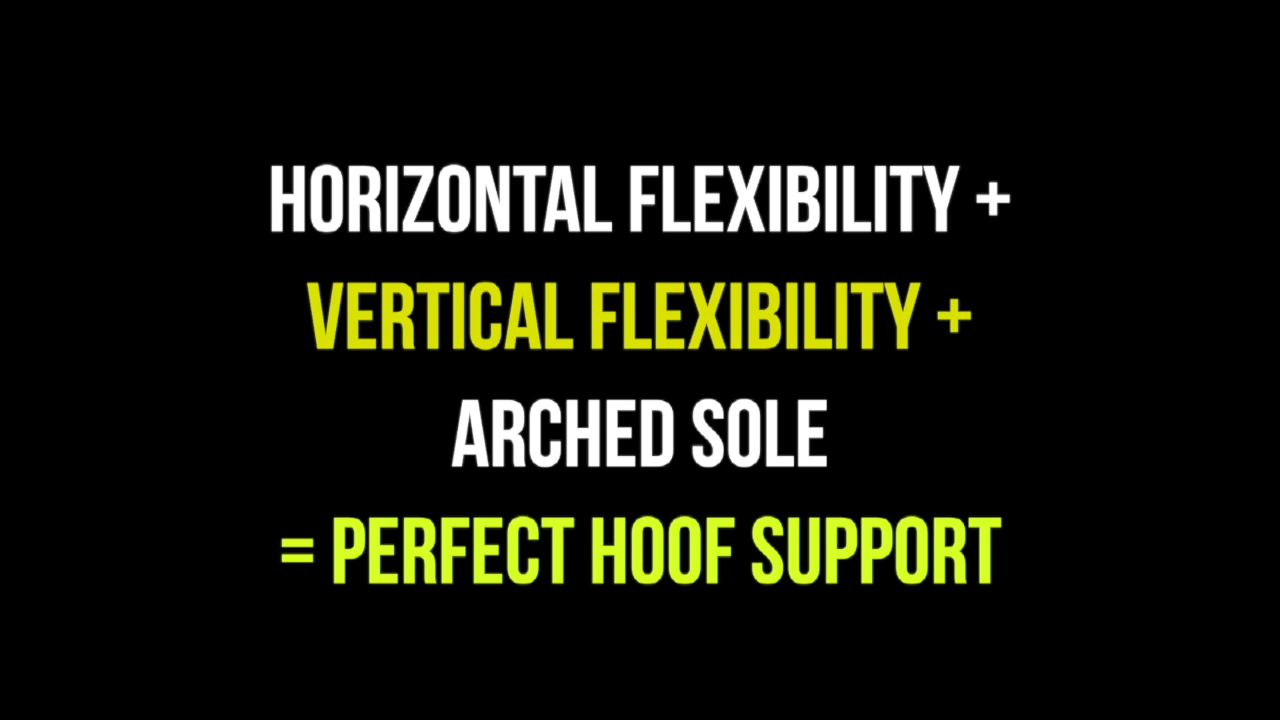 HORIZONTAL FLEXIBILITY +
VERTICAL FLEXIBILITY +
ARCHED SOLE
= PERFECT HOOF SUPPORT